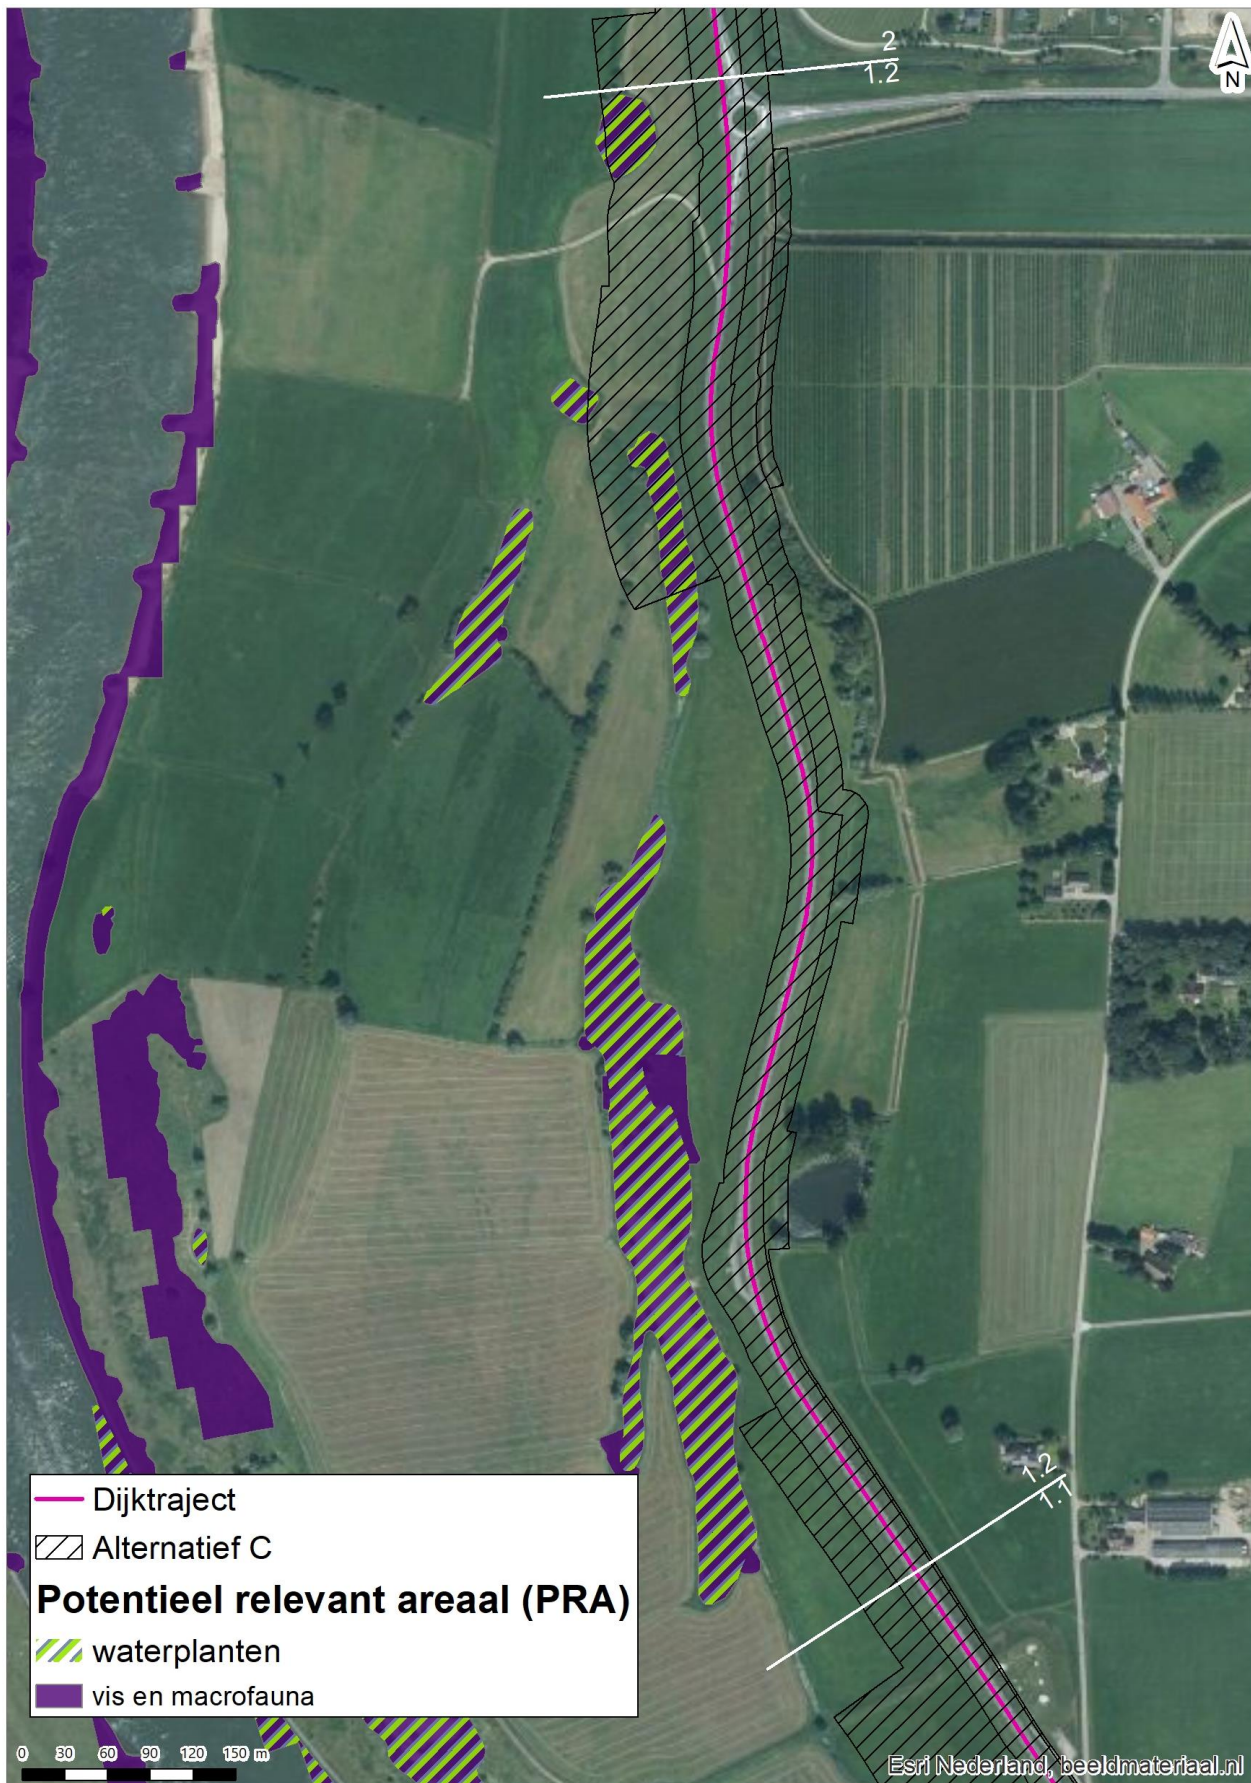 2
1.2
N
1.2
1.1
Dijktraject
Alternatief C
Potentieel relevant areaal (PRA)
waterplanten
vis en macrofauna
0 30 60 90 120 150 m
Esri Nederland, beeldmateriaal.nl